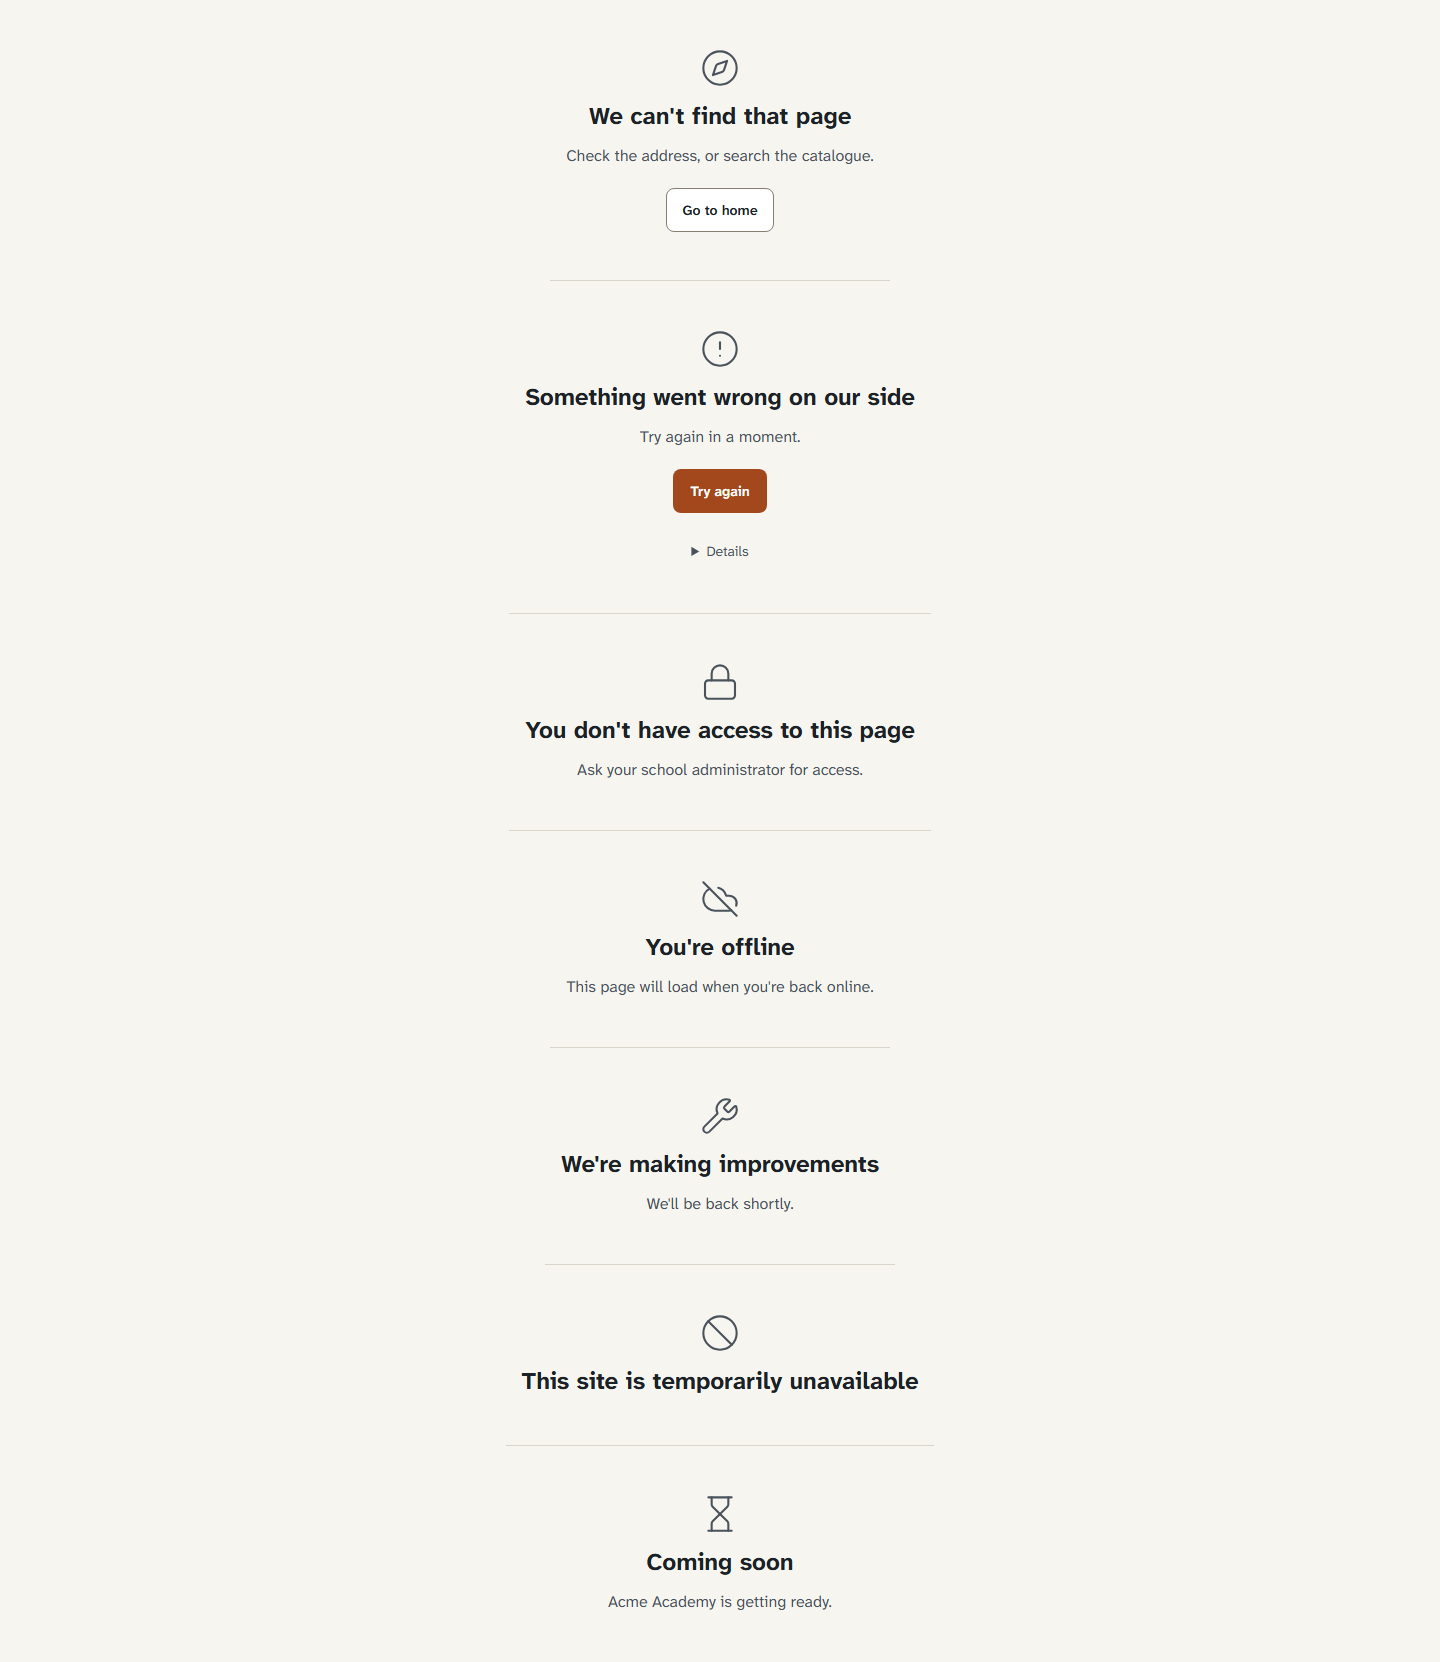 We can't find that page
Check the address, or search the catalogue.
Go to home
Something went wrong on our side
Try again in a moment.
Try again
Details
You don't have access to this page
Ask your school administrator for access.
You're offline
This page will load when you're back online.
We're making improvements
We'll be back shortly.
This site is temporarily unavailable
Coming soon
Acme Academy is getting ready.